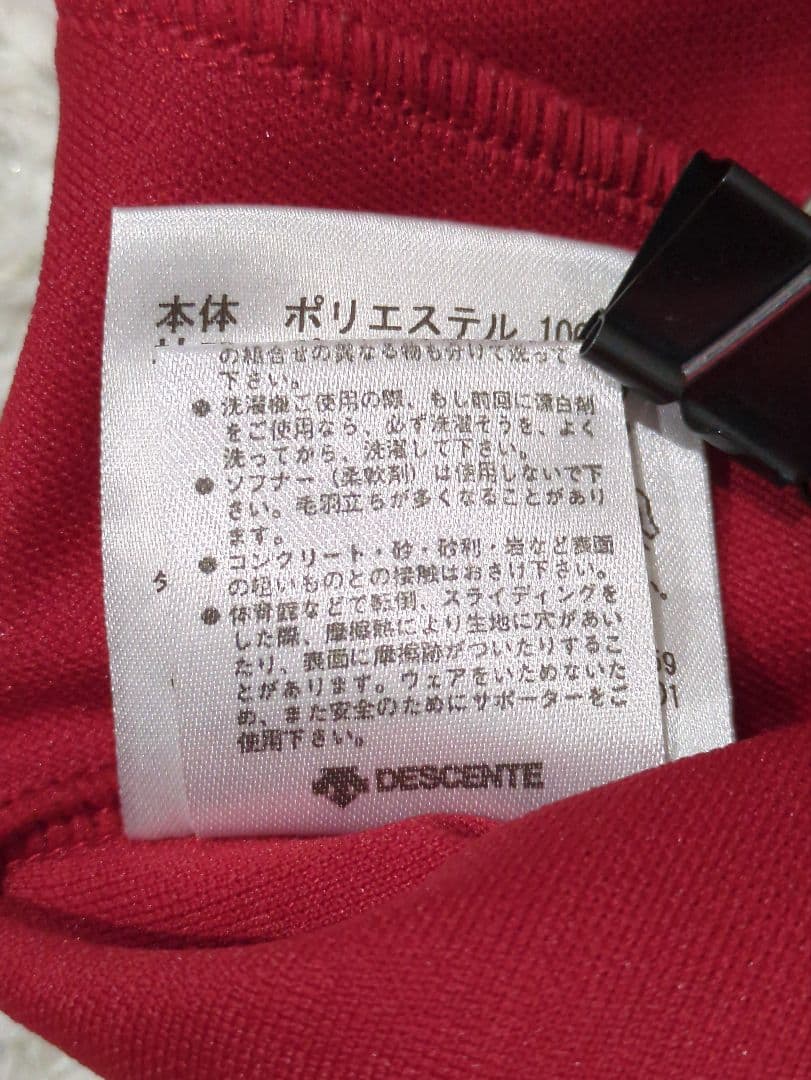 本体 ポリエステル 100
の組合せの異なる物も分けて洗って
下さい。
●洗濯機ご使用の際、もし前回に漂白剤
をご使用なら、必ず洗濯そうを、よく
洗ってから、洗濯して下さい。
●ソフナー(柔軟剤)は使用しないで下
さい。毛羽立ちが多くなることがあり
ます。
●コンクリート・砂・砂利・岩など表面
の粗いものとの接触はおさけ下さい。
●体育館などで転倒、スライディングを
した際、摩擦熱により生地に穴があい
たり、表面に摩擦跡がついたりするこ
とがあります。ウェアをいためないた
め、また安全のためにサポーターをご
使用下さい。
DESCENTE
タ
59
01